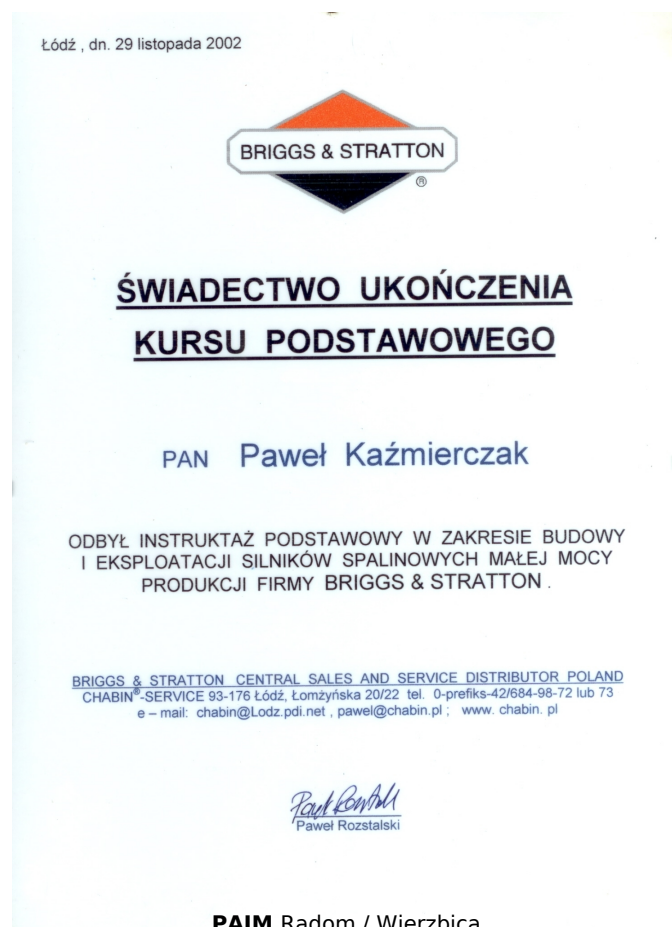 Łódź , dn. 29 listopada 2002
BRIGGS & STRATTON
®
ŚWIADECTWO UKOŃCZENIA
KURSU PODSTAWOWEGO
PAN Paweł Kaźmierczak
ODBYŁ INSTRUKTAŻ PODSTAWOWY W ZAKRESIE BUDOWY
I EKSPLOATACJI SILNIKÓW SPALINOWYCH MAŁEJ MOCY
PRODUKCJI FIRMY BRIGGS & STRATTON .
BRIGGS & STRATTON CENTRAL SALES AND SERVICE DISTRIBUTOR POLAND
CHABIN®-SERVICE 93-176 Łódź, Łomżyńska 20/22 tel. 0-prefiks-42/684-98-72 lub 73
e – mail: chabin@Lodz.pdi.net , pawel@chabin.pl ; www. chabin. pl
Paweł Rozstalski
PAIM Radom / Wierzbica